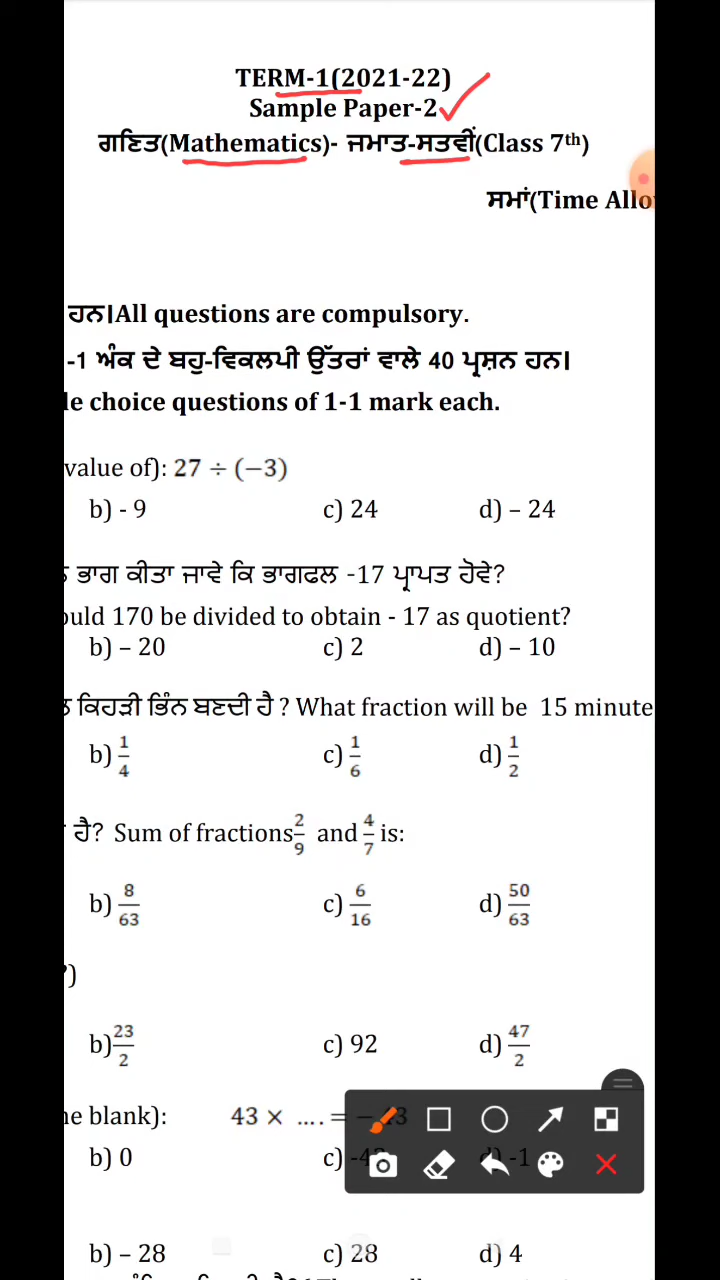 TERM-1(2021-22)
Sample Paper-2
ਗਣਿਤ(Mathematics)- ਜਮਾਤ-ਸਤਵੀਂ(Class 7th)
ਸਮਾਂ(Time Allo
ਹਨ।All questions are compulsory.
-1 ਅੰਕ ਦੇ ਬਹੁ-ਵਿਕਲਪੀ ਉੱਤਰਾਂ ਵਾਲੇ 40 ਪ੍ਰਸ਼ਨ ਹਨ।
le choice questions of 1-1 mark each.
value of): 27 ÷ (−3)
b) - 9 c) 24 d) – 24
ਭਾਗ ਕੀਤਾ ਜਾਵੇ ਕਿ ਭਾਗਫਲ -17 ਪ੍ਰਾਪਤ ਹੋਵੇ?
ould 170 be divided to obtain - 17 as quotient?
b) – 20 c) 2 d) – 10
ਕਿਹੜੀ ਭਿੰਨ ਬਣਦੀ ਹੈ ? What fraction will be 15 minute
b) 1/4 c) 1/6 d) 1/2
ਹੈ? Sum of fractions 2/9 and 4/7 is:
b) 8/63 c) 6/16 d) 50/63
?)
b) 23/2 c) 92 d) 47/2
ne blank): 43 × .... = −43
b) 0 c) -43 d) -1
b) – 28 c) 28 d) 4